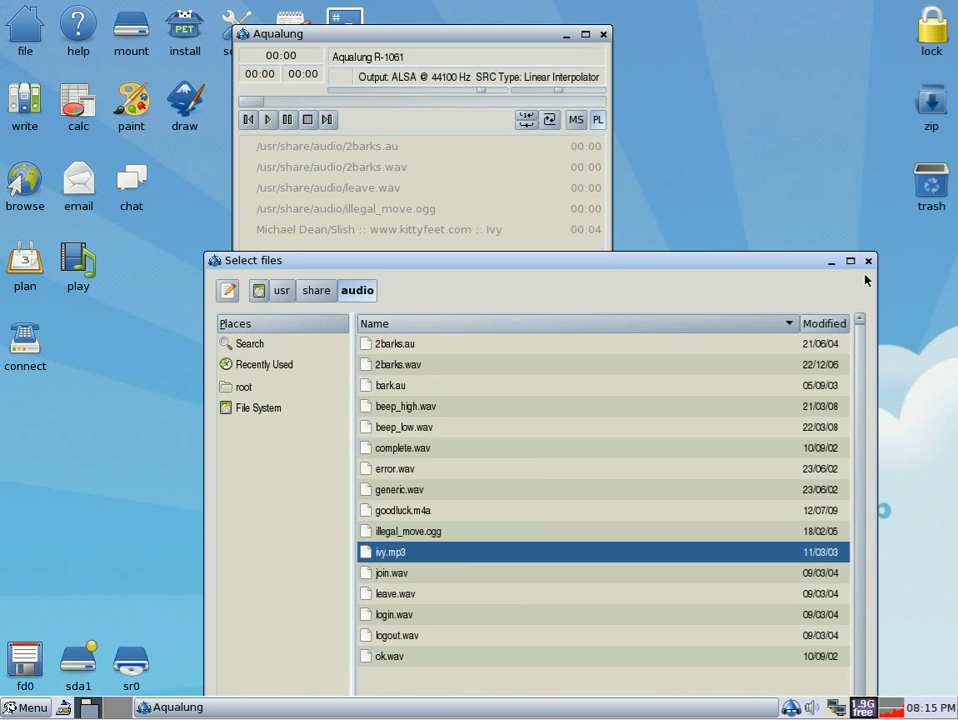 file
help
mount
PET
install
#_
lock
write
calc
paint
draw
zip
browse
email
chat
trash
3
plan
play
connect
fd0
sda1
sr0
Aqualung
00:00
Aqualung R-1061
00:00 00:00
Output: ALSA @ 44100 Hz SRC Type: Linear Interpolator
MS PL
/usr/share/audio/2barks.au 00:00
/usr/share/audio/2barks.wav 00:00
/usr/share/audio/leave.wav 00:00
/usr/share/audio/illegal_move.ogg 00:00
Michael Dean/Slish :: www.kittyfeet.com :: Ivy 00:04
Select files
usr share audio
Places
Search
Recently Used
root
File System
Name Modified
2barks.au 21/06/04
2barks.wav 22/12/06
bark.au 05/09/03
beep_high.wav 21/03/08
beep_low.wav 22/03/08
complete.wav 10/09/02
error.wav 23/06/02
generic.wav 23/06/02
goodluck.m4a 12/07/09
illegal_move.ogg 18/02/05
ivy.mp3 11/03/03
join.wav 09/03/04
leave.wav 09/03/04
login.wav 09/03/04
logout.wav 09/03/04
ok.wav 10/09/02
Menu
Aqualung
1.9G
free
08:15 PM